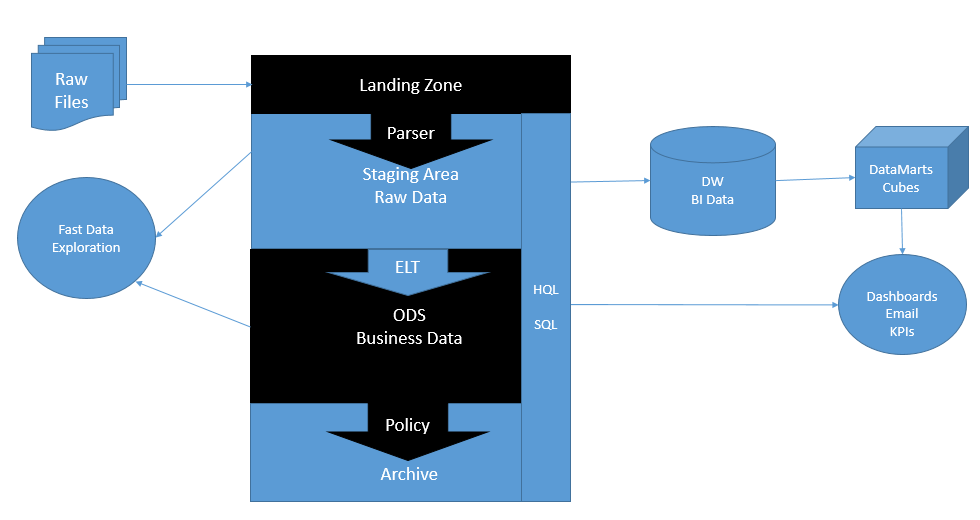 Raw
Files
Landing Zone
Parser
Staging Area
Raw Data
Fast Data
Exploration
ELT
ODS
Business Data
Policy
Archive
HQL
SQL
DW
BI Data
DataMarts
Cubes
Dashboards
Email
KPIs